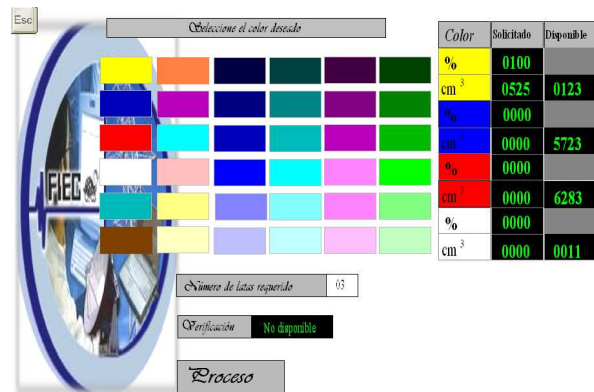 Esc
Seleccione el color deseado
Color Solicitado Disponible
% 0100
cm 3 0525 0123
% 0000
cm 3 0000 5723
% 0000
cm 3 0000 6283
% 0000
cm 3 0000 0011
FIEC
Número de latas requerido 03
Verificación No disponible
Proceso